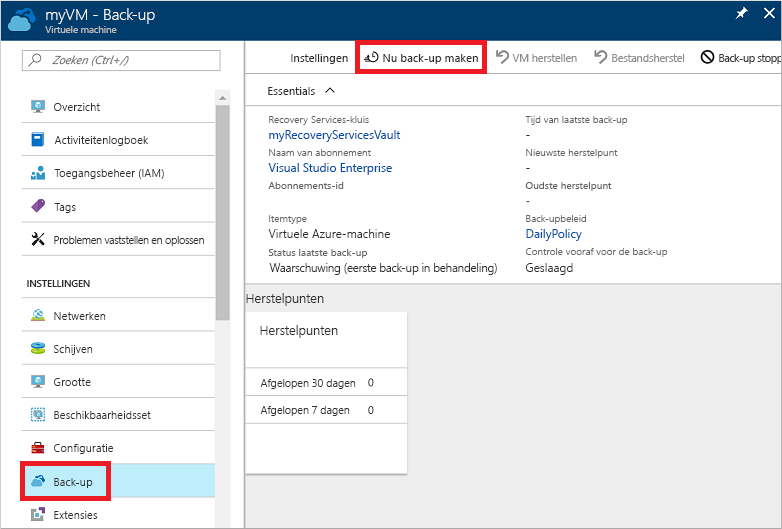 myVM - Back-up
Virtuele machine
Zoeken (Ctrl+/)
Overzicht
Activiteitenlogboek
Toegangsbeheer (IAM)
Tags
Problemen vaststellen en oplossen
INSTELLINGEN
Netwerken
Schijven
Grootte
Beschikbaarheidsset
Configuratie
Back-up
Extensies
Instellingen Nu back-up maken VM herstellen Bestandsherstel Back-up stopp
Essentials
Recovery Services-kluis
myRecoveryServicesVault
Naam van abonnement
Visual Studio Enterprise
Abonnements-id
Itemtype
Virtuele Azure-machine
Status laatste back-up
Waarschuwing (eerste back-up in behandeling)
Tijd van laatste back-up
-
Nieuwste herstelpunt
-
Oudste herstelpunt
-
Back-upbeleid
DailyPolicy
Controle vooraf voor de back-up
Geslaagd
Herstelpunten
Herstelpunten
Afgelopen 30 dagen 0
Afgelopen 7 dagen 0